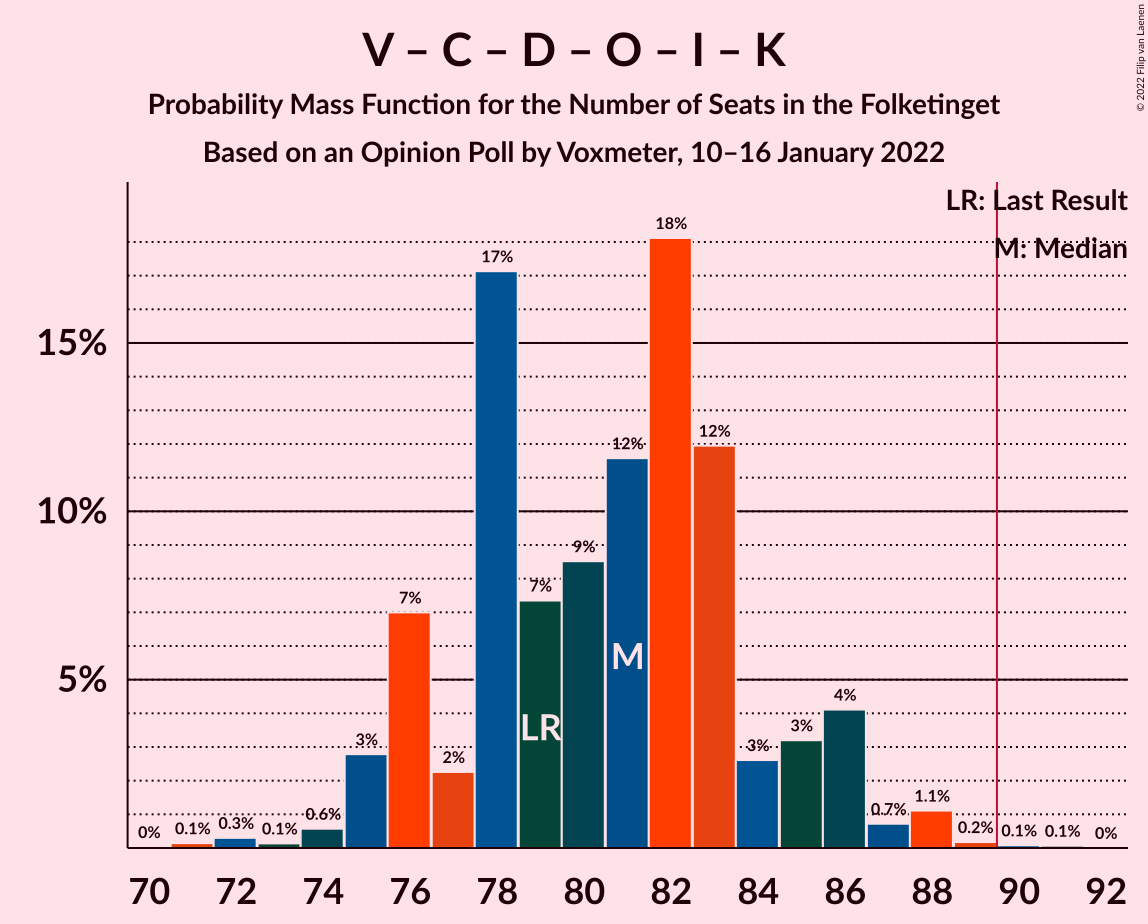 V – C – D – O – I – K
Probability Mass Function for the Number of Seats in the Folketinget
Based on an Opinion Poll by Voxmeter, 10–16 January 2022
© 2022 Filip van Laenen
LR: Last Result
M: Median
15%
10%
5%
0%
0.1%
0.3%
0.1%
0.6%
3%
7%
2%
17%
7%
9%
12%
18%
12%
3%
3%
4%
0.7%
1.1%
0.2%
0.1%
0.1%
0%
LR
M
70 72 74 76 78 80 82 84 86 88 90 92